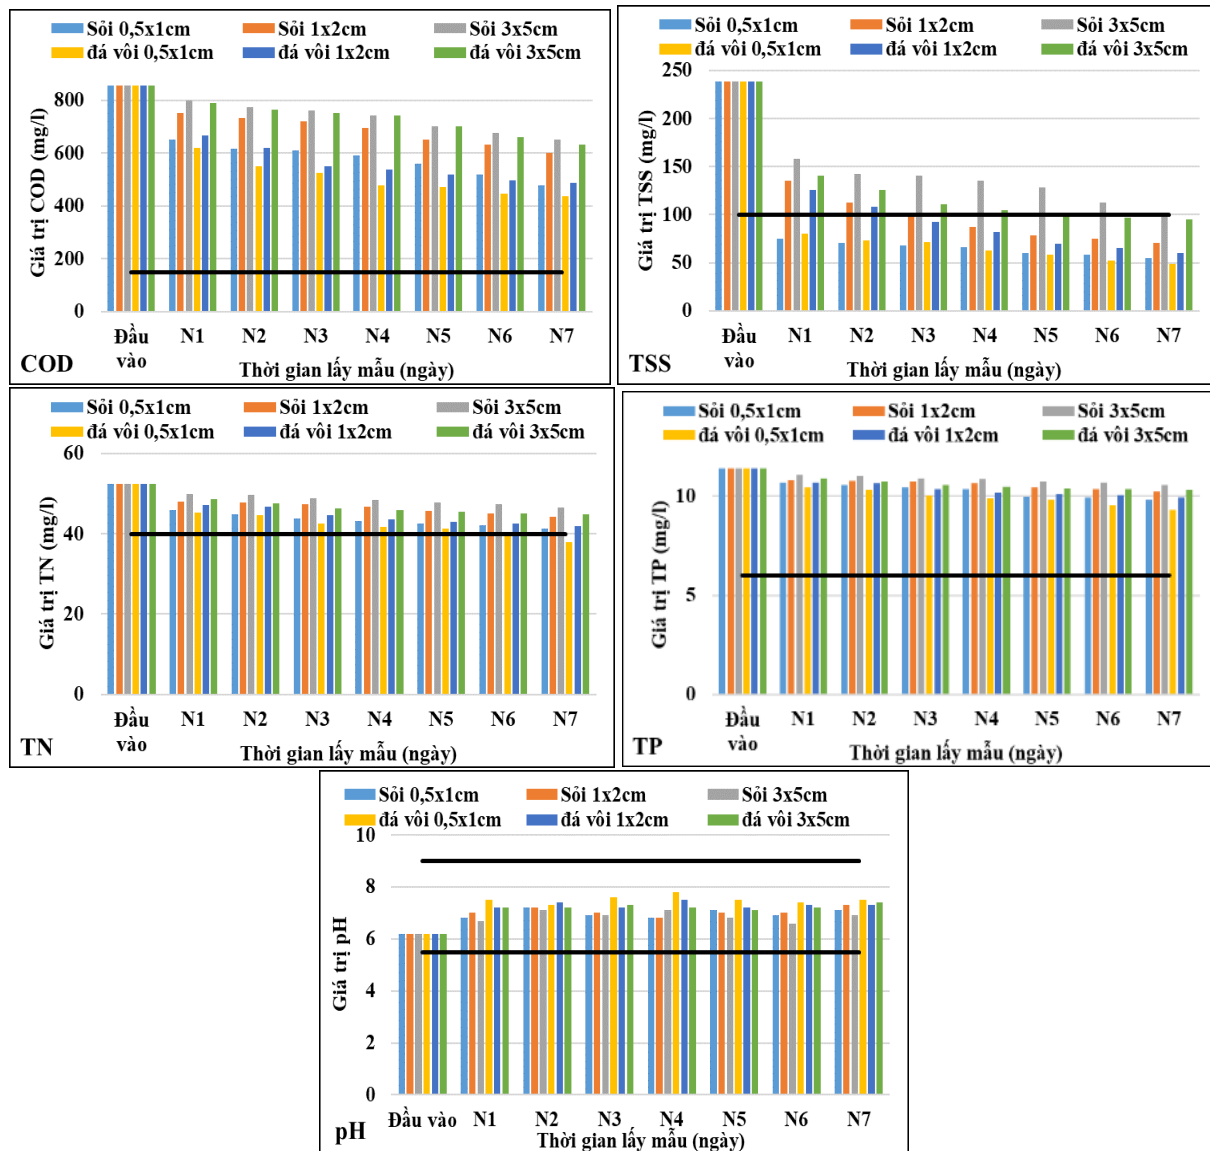 Sỏi 0,5x1cm Sỏi 1x2cm Sỏi 3x5cm
đá vôi 0,5x1cm đá vôi 1x2cm đá vôi 3x5cm
Giá trị COD (mg/l)
800
600
400
200
0
Đầu vào N1 N2 N3 N4 N5 N6 N7
COD
Thời gian lấy mẫu (ngày)
Sỏi 0,5x1cm Sỏi 1x2cm Sỏi 3x5cm
đá vôi 0,5x1cm đá vôi 1x2cm đá vôi 3x5cm
Giá trị TSS (mg/l)
250
200
150
100
50
0
Đầu vào N1 N2 N3 N4 N5 N6 N7
TSS
Thời gian lấy mẫu (ngày)
Sỏi 0,5x1cm Sỏi 1x2cm Sỏi 3x5cm
đá vôi 0,5x1cm đá vôi 1x2cm đá vôi 3x5cm
Giá trị TN (mg/l)
60
40
20
0
Đầu vào N1 N2 N3 N4 N5 N6 N7
TN
Thời gian lấy mẫu (ngày)
Sỏi 0,5x1cm Sỏi 1x2cm Sỏi 3x5cm
đá vôi 0,5x1cm đá vôi 1x2cm đá vôi 3x5cm
Giá trị TP (mg/l)
10
5
0
Đầu vào N1 N2 N3 N4 N5 N6 N7
TP
Thời gian lấy mẫu (ngày)
Sỏi 0,5x1cm Sỏi 1x2cm Sỏi 3x5cm
đá vôi 0,5x1cm đá vôi 1x2cm đá vôi 3x5cm
Giá trị pH
10
8
6
4
2
0
Đầu vào N1 N2 N3 N4 N5 N6 N7
pH
Thời gian lấy mẫu (ngày)